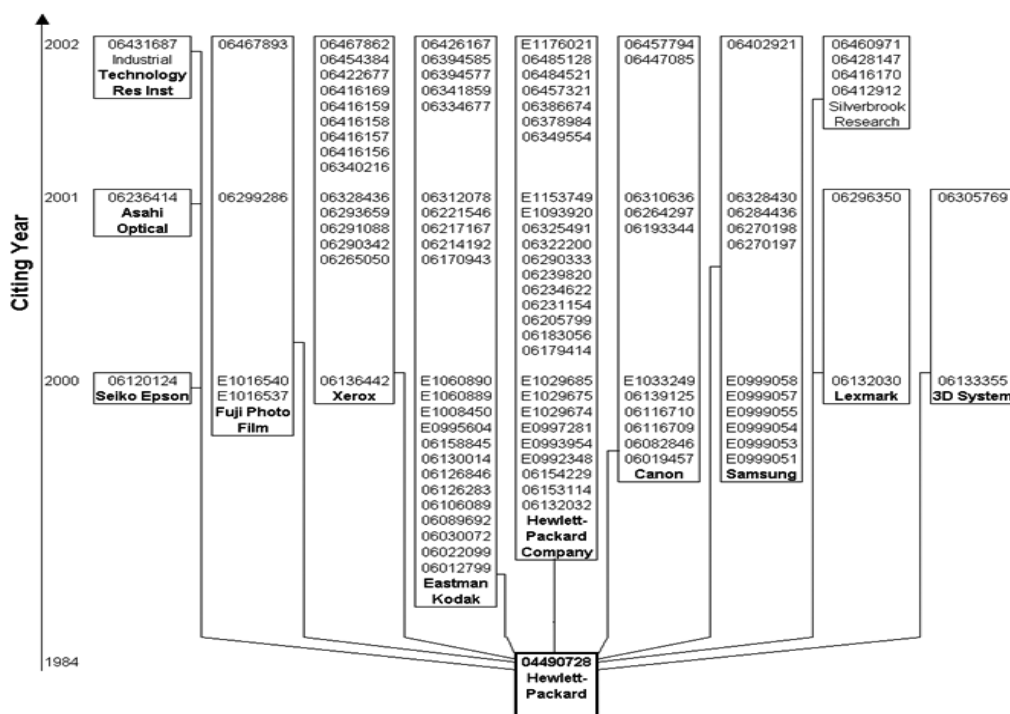 Citing Year
2002
06431687
Industrial
Technology
Res Inst
06467893
06467862
06454384
06422677
06416169
06416159
06416158
06416157
06416156
06340216
06426167
06394585
06394577
06341859
06334677
E1176021
06485128
06484521
06457321
06386674
06378984
06349554
06457794
06447085
06402921
06460971
06428147
06416170
06412912
Silverbrook
Research
2001
06236414
Asahi
Optical
06299286
06328436
06293659
06291088
06290342
06265050
06312078
06221546
06217167
06214192
06170943
E1153749
E1093920
06325491
06322200
06290333
06239820
06234622
06231154
06205799
06183056
06179414
06310636
06264297
06193344
06328430
06284436
06270198
06270197
06296350
06305769
2000
06120124
Seiko Epson
E1016540
E1016537
Fuji Photo
Film
06136442
Xerox
E1060890
E1060889
E1008450
E0995604
06158845
06130014
06126846
06126283
06106089
06089692
06030072
06022099
06012799
Eastman
Kodak
E1029685
E1029675
E1029674
E0997281
E0993954
E0992348
06154229
06153114
06132032
Hewlett-
Packard
Company
E1033249
06139125
06116710
06116709
06082846
06019457
Canon
E0999058
E0999057
E0999055
E0999054
E0999053
E0999051
Samsung
06132030
Lexmark
06133355
3D System
1984
04490728
Hewlett-
Packard